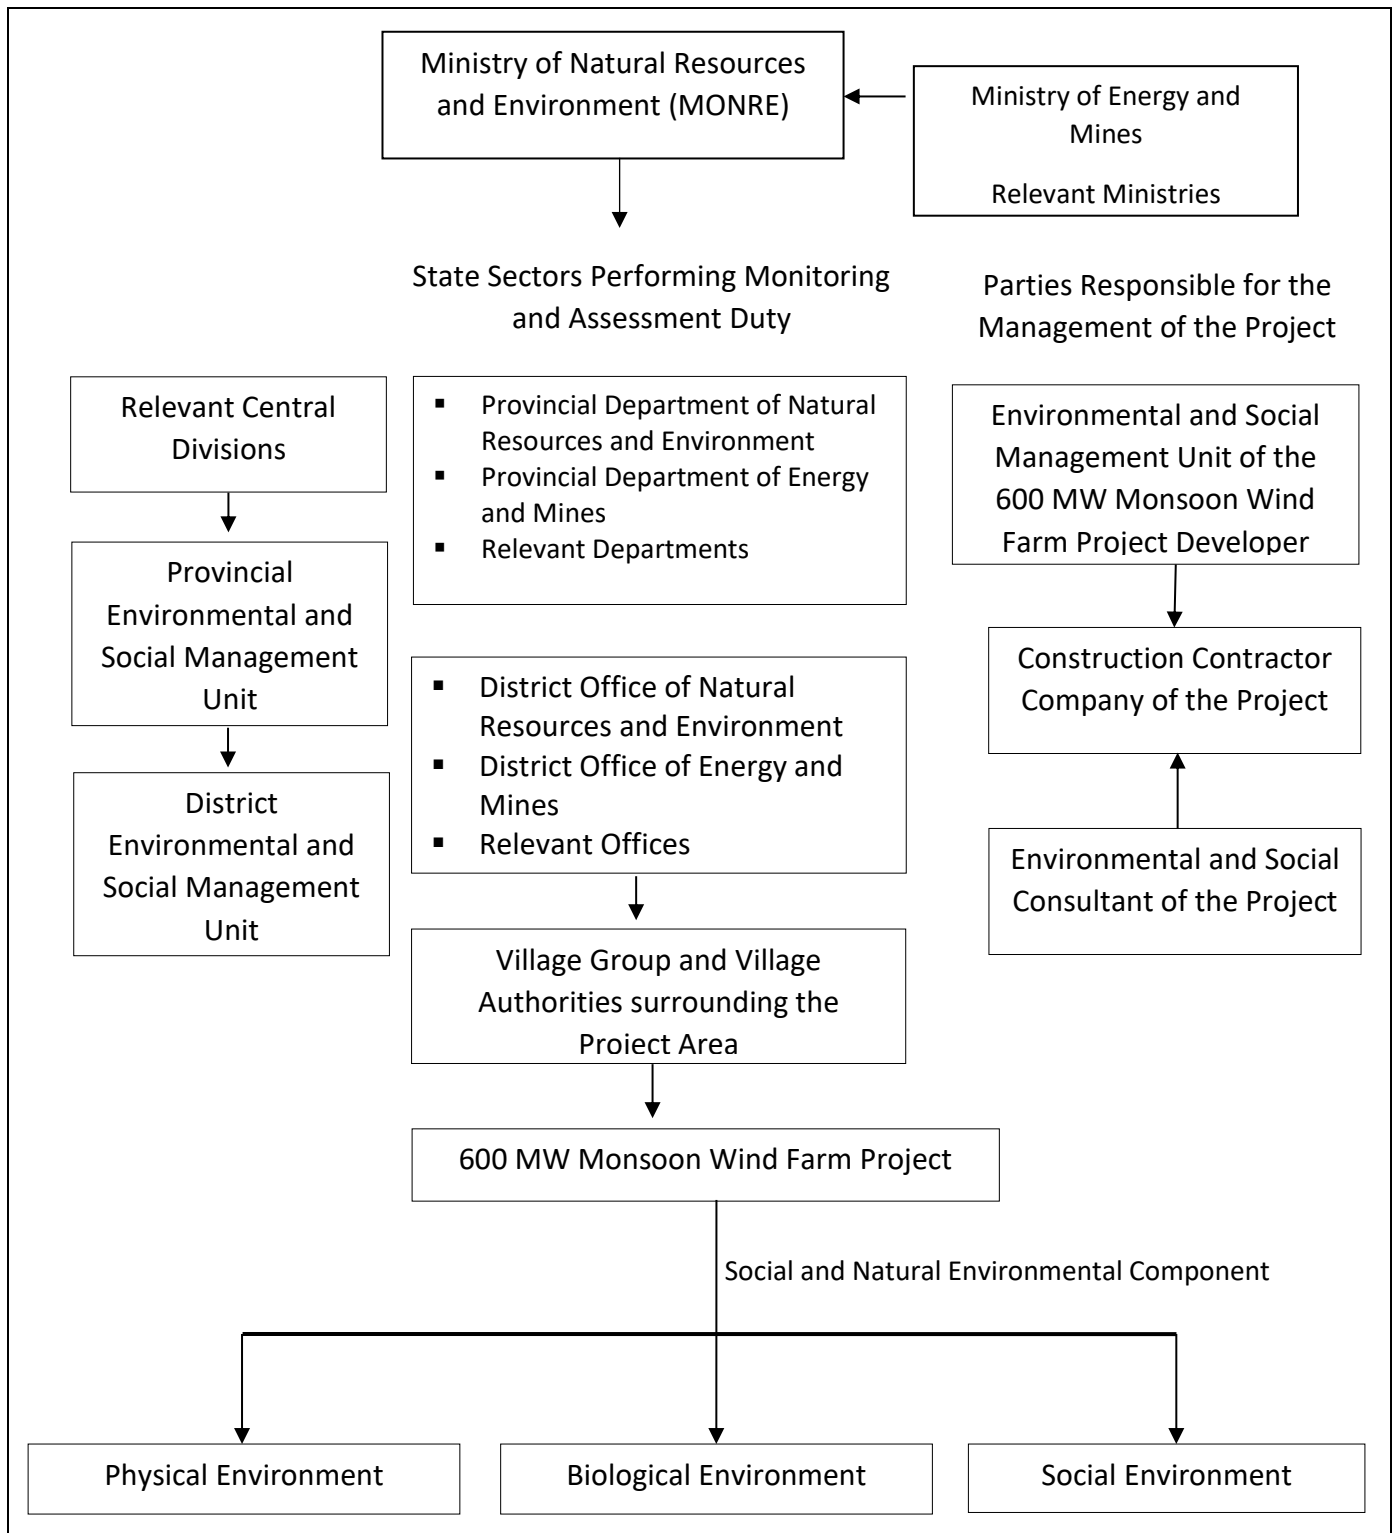 Ministry of Natural Resources
and Environment (MONRE)
Ministry of Energy and
Mines
Relevant Ministries
State Sectors Performing Monitoring
and Assessment Duty
Parties Responsible for the
Management of the Project
Relevant Central
Divisions
Provincial
Environmental and
Social Management
Unit
District
Environmental and
Social Management
Unit
▪ Provincial Department of Natural
Resources and Environment
▪ Provincial Department of Energy
and Mines
▪ Relevant Departments
▪ District Office of Natural
Resources and Environment
▪ District Office of Energy and
Mines
▪ Relevant Offices
Village Group and Village
Authorities surrounding the
Project Area
Environmental and Social
Management Unit of the
600 MW Monsoon Wind
Farm Project Developer
Construction Contractor
Company of the Project
Environmental and Social
Consultant of the Project
600 MW Monsoon Wind Farm Project
Social and Natural Environmental Component
Physical Environment
Biological Environment
Social Environment